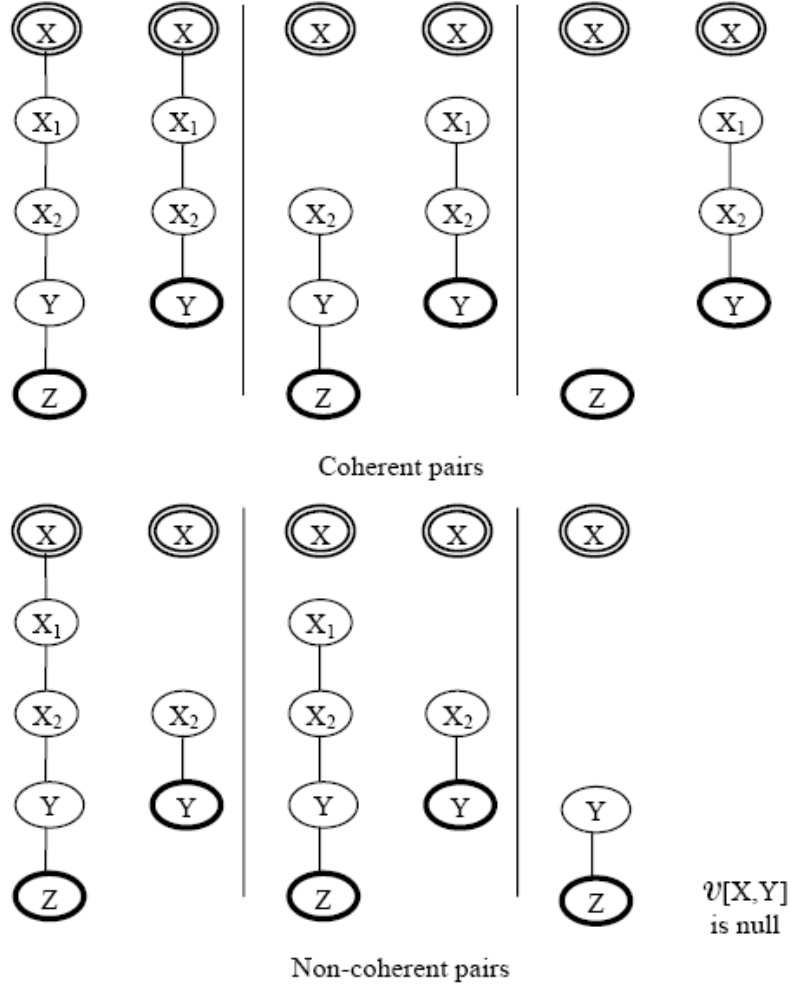 X X X X X X
X₁ X₁ X₁ X₁
X₂ X₂ X₂ X₂ X₂
Y Y Y Y Y
Z Z Z
Coherent pairs
X X X X X
X₁ X₁
X₂ X₂ X₂ X₂
Y Y Y Y Y
Z Z Z
𝒱[X,Y]
is null
Non-coherent pairs